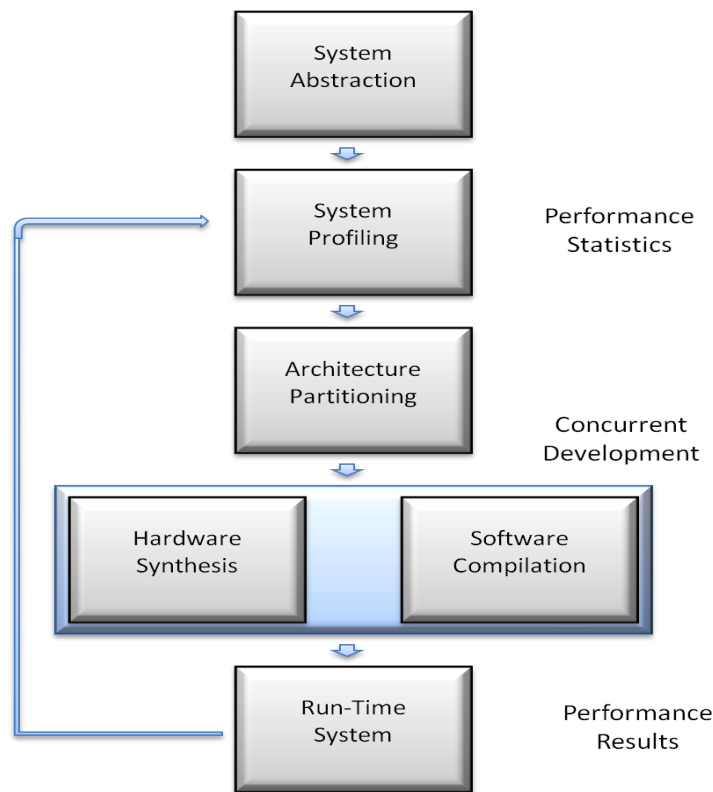 System
Abstraction
System
Profiling
Performance
Statistics
Architecture
Partitioning
Concurrent
Development
Hardware
Synthesis
Software
Compilation
Run-Time
System
Performance
Results